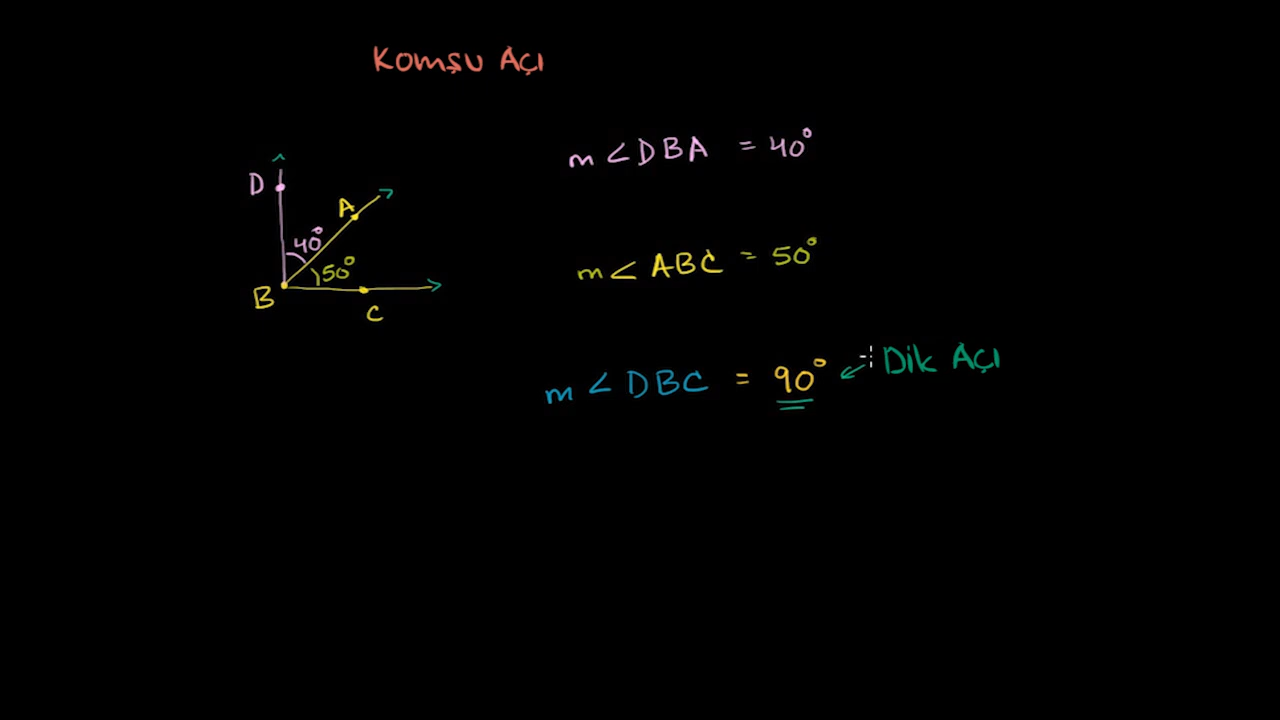 Komşu Açı
m∠DBA = 40°
D
A
40°
50°
B
C
m∠ABC = 50°
m∠DBC = 90°
Dik Açı